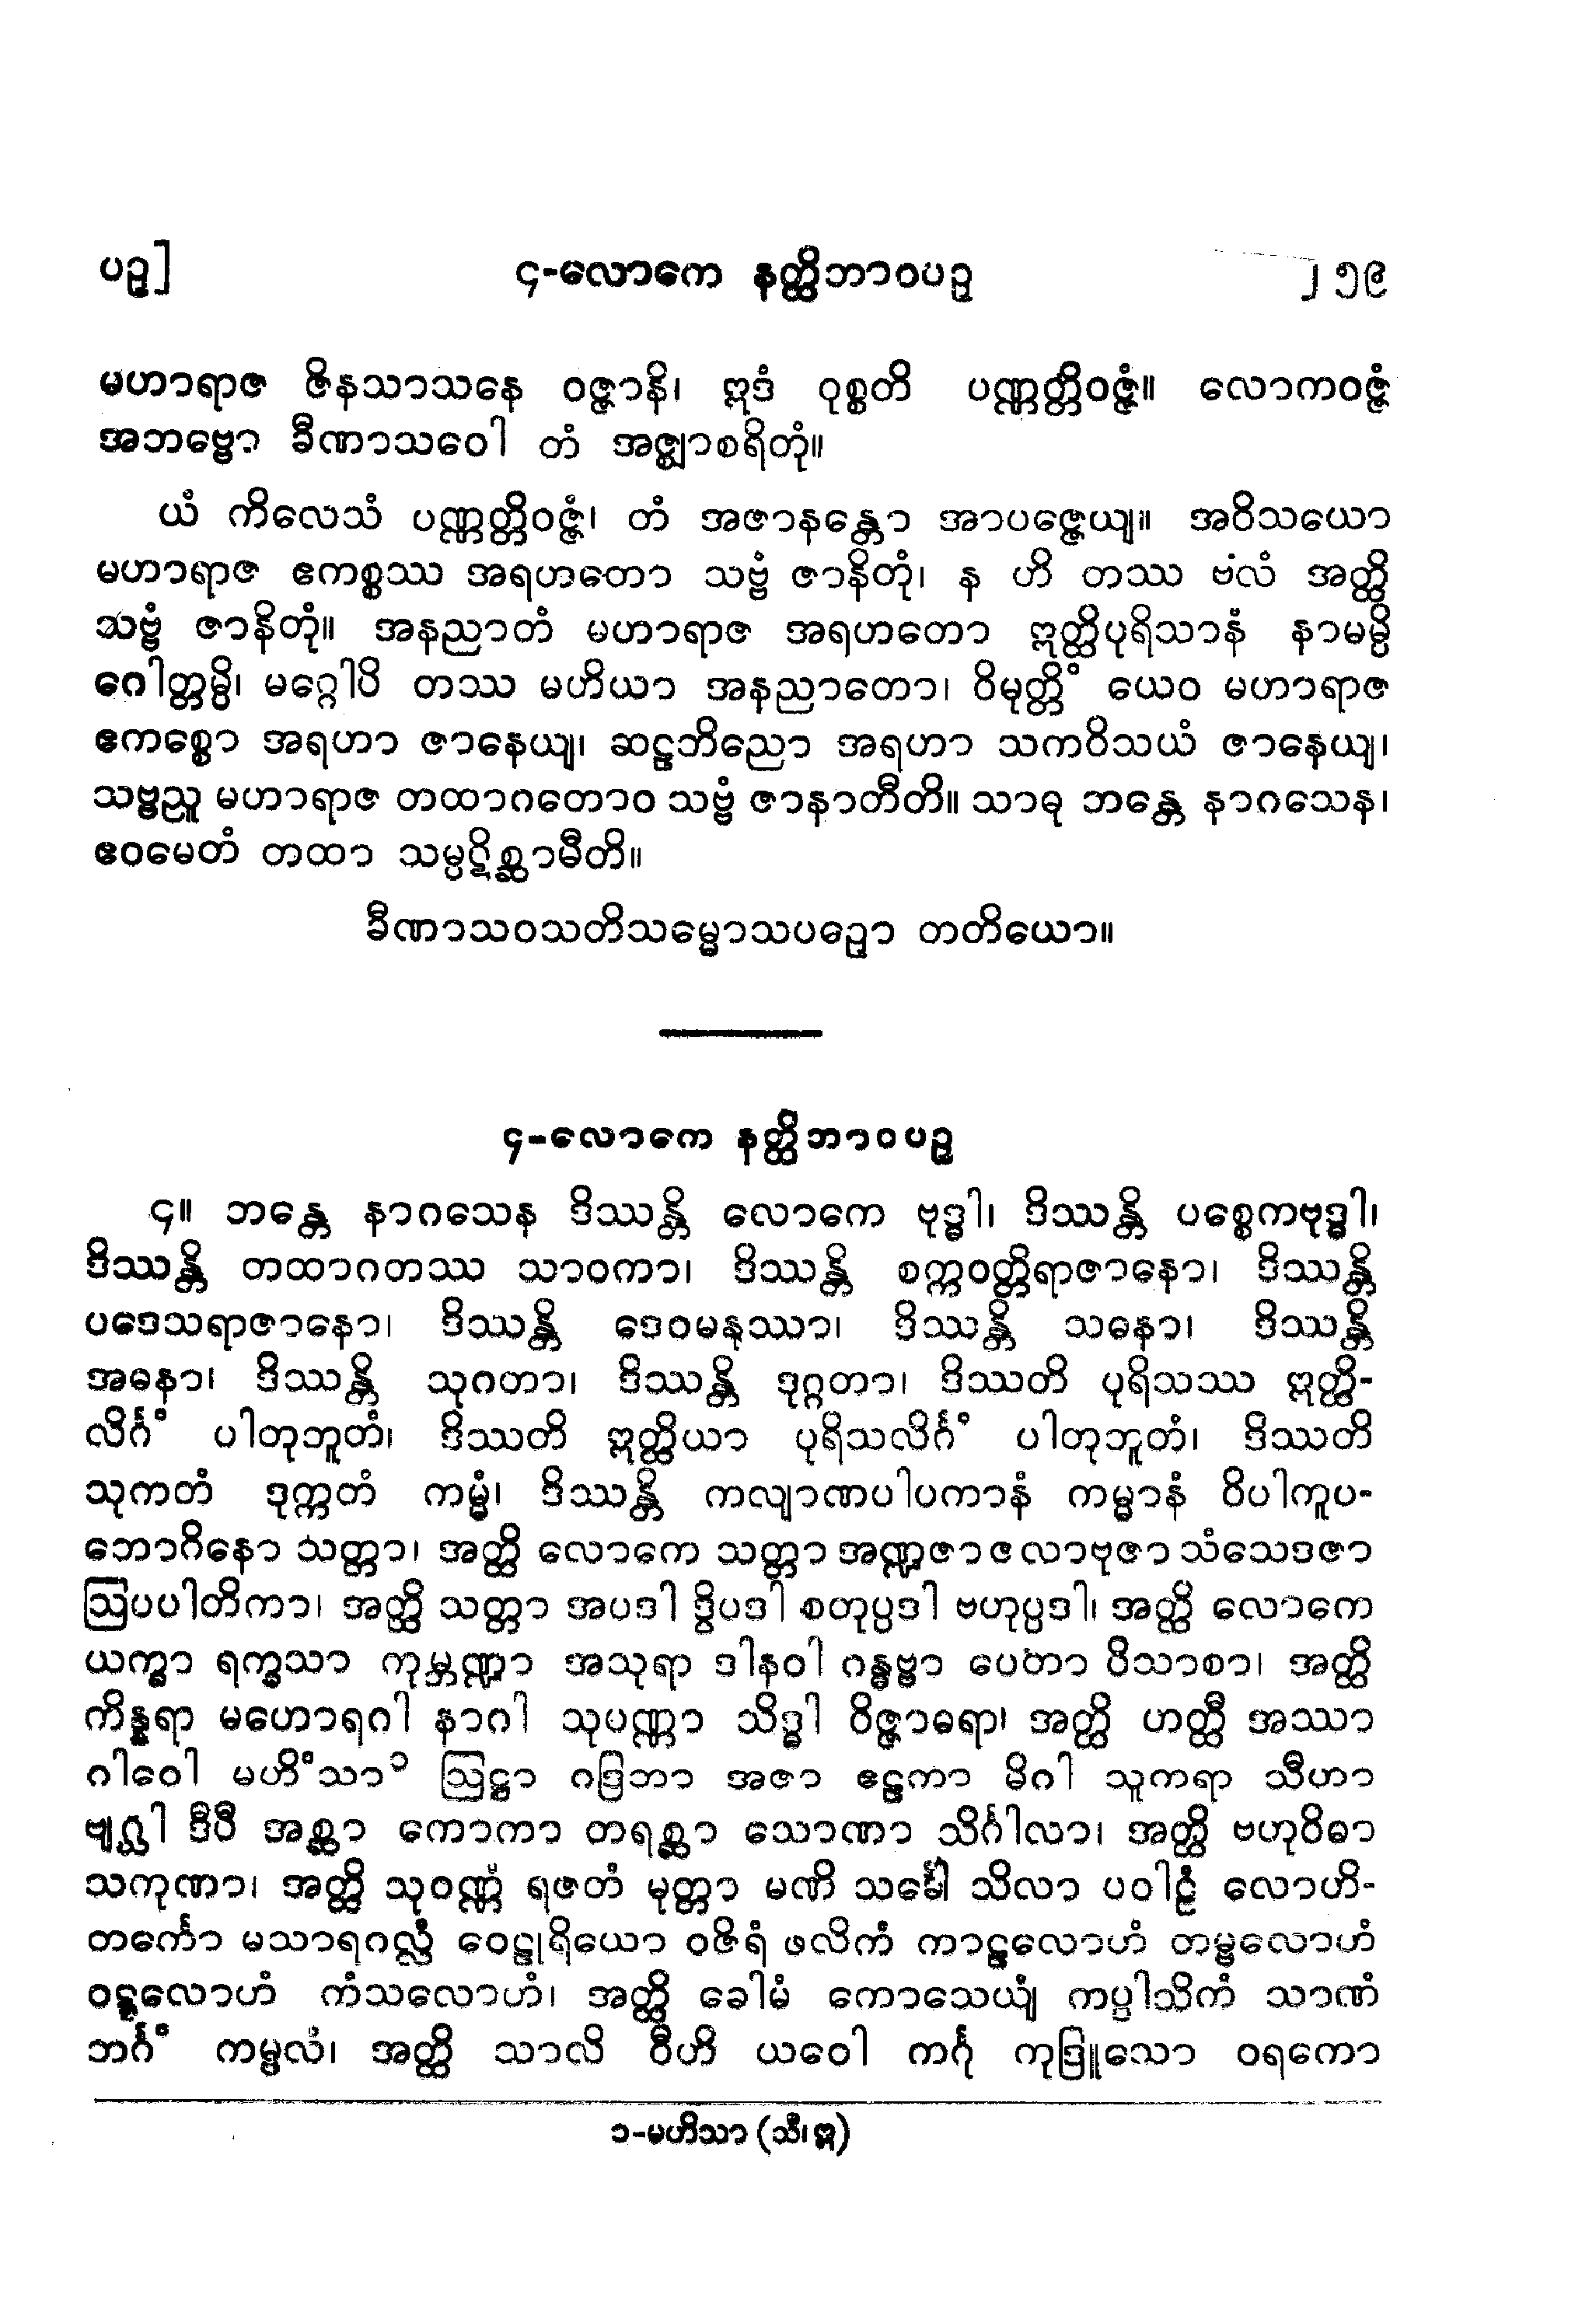 ပဥှ]
၄-လောကေ နတ္ထိဘာဝပဥှ
၂၅၉
မဟာရာဇ ဇိနသာသနေ ဝဇ္ဇာနိ၊ ဣဒံ ဝုစ္စတိ ပဏ္ဏတ္တိဝဇ္ဇံ။ လောကဝဇ္ဇံ
အဘဗ္ဗော ခီဏာသဝေါ တံ အဇ္ဈာစရိတုံ။
ယံ ကိလေသံ ပဏ္ဏတ္တိဝဇ္ဇံ၊ တံ အဇာနန္တော အာပဇ္ဇေယျ။ အဝိသယော
မဟာရာဇ ဧကစ္စဿ အရဟတော သဗ္ဗံ ဇာနိတုံ၊ န ဟိ တဿ ဗလံ အတ္ထိ
သဗ္ဗံ ဇာနိတုံ။ အနညာတံ မဟာရာဇ အရဟတော ဣတ္ထိပုရိသာနံ နာမမ္ပိ
ဂေါတ္တမ္ပိ၊ မဂ္ဂေါပိ တဿ မဟိယာ အနညာတော၊ ဝိမုတ္တိံ ယေဝ မဟာရာဇ
ဧကစ္စော အရဟာ ဇာနေယျ၊ ဆဠဘိညော အရဟာ သကဝိသယံ ဇာနေယျ၊
သဗ္ဗညူ မဟာရာဇ တထာဂတောဝ သဗ္ဗံ ဇာနာတီတိ။ သာဓု ဘန္တေ နာဂသေန၊
ဧဝမေတံ တထာ သမ္ပဋိစ္ဆာမီတိ။
ခီဏာသဝသတိသမ္မောသပဥှော တတိယော။
၄-လောကေ နတ္ထိဘာဝပဥှ
၄။ ဘန္တေ နာဂသေန ဒိဿန္တိ လောကေ ဗုဒ္ဓါ၊ ဒိဿန္တိ ပစ္စေကဗုဒ္ဓါ၊
ဒိဿန္တိ တထာဂတဿ သာဝကာ၊ ဒိဿန္တိ စက္ကဝတ္တိရာဇာနော၊ ဒိဿန္တိ
ပဒေသရာဇာနော၊ ဒိဿန္တိ ဒေဝမနုဿာ၊ ဒိဿန္တိ သဓနာ၊ ဒိဿန္တိ
အဓနာ၊ ဒိဿန္တိ သုဂတာ၊ ဒိဿန္တိ ဒုဂ္ဂတာ၊ ဒိဿတိ ပုရိသဿ ဣတ္ထိ-
လိင်္ဂံ ပါတုဘူတံ၊ ဒိဿတိ ဣတ္ထိယာ ပုရိသလိင်္ဂံ ပါတုဘူတံ၊ ဒိဿတိ
သုကတံ ဒုက္ကတံ ကမ္မံ၊ ဒိဿန္တိ ကလျာဏပါပကာနံ ကမ္မာနံ ဝိပါကူပ-
ဘောဂိနော သတ္တာ၊ အတ္ထိ လောကေ သတ္တာ အဏ္ဍဇာ ဇလာဗုဇာ သံသေဒဇာ
ဩပပါတိကာ၊ အတ္ထိ သတ္တာ အပဒါ ဒွိပဒါ စတုပ္ပဒါ ဗဟုပ္ပဒါ၊ အတ္ထိ လောကေ
ယက္ခာ ရက္ခသာ ကုမ္ဘဏ္ဍာ အသုရာ ဒါနဝါ ဂန္ဓဗ္ဗာ ပေတာ ပိသာစာ၊ အတ္ထိ
ကိန္နရာ မဟောရဂါ နာဂါ သုပဏ္ဏာ သိဒ္ဓါ ဝိဇ္ဇာဓရာ၊ အတ္ထိ ဟတ္ထီ အဿာ
ဂါဝေါ မဟိံသာ<sup>၁</sup> ဩဋ္ဌာ ဂဒြဘာ အဇာ ဧဠကာ မိဂါ သူကရာ သီဟာ
ဗျဂ္ဃါ ဒီပီ အစ္ဆာ ကောကာ တရစ္ဆာ သောဏာ သိင်္ဂါလာ၊ အတ္ထိ ဗဟုဝိဓာ
သကုဏာ၊ အတ္ထိ သုဝဏ္ဏံ ရဇတံ မုတ္တာ မဏိ သင်္ခေါ သိလာ ပဝါဠံ လောဟိ-
တင်္ကော မသာရဂလ္လံ ဝေဠုရိယော ဝဇိရံ ဖလိကံ ကာဠလောဟံ တမ္ဗလောဟံ
ဝဋ္ဋလောဟံ ကံသလောဟံ၊ အတ္ထိ ခေါမံ ကောသေယျံ ကပ္ပါသိကံ သာဏံ
ဘင်္ဂံ ကမ္ဗလံ၊ အတ္ထိ သာလိ ဝီဟိ ယဝေါ ကင်္ဂု ကုဒြူသော ဝရကော
၁-မဟိသာ (သီ၊ ဣ)